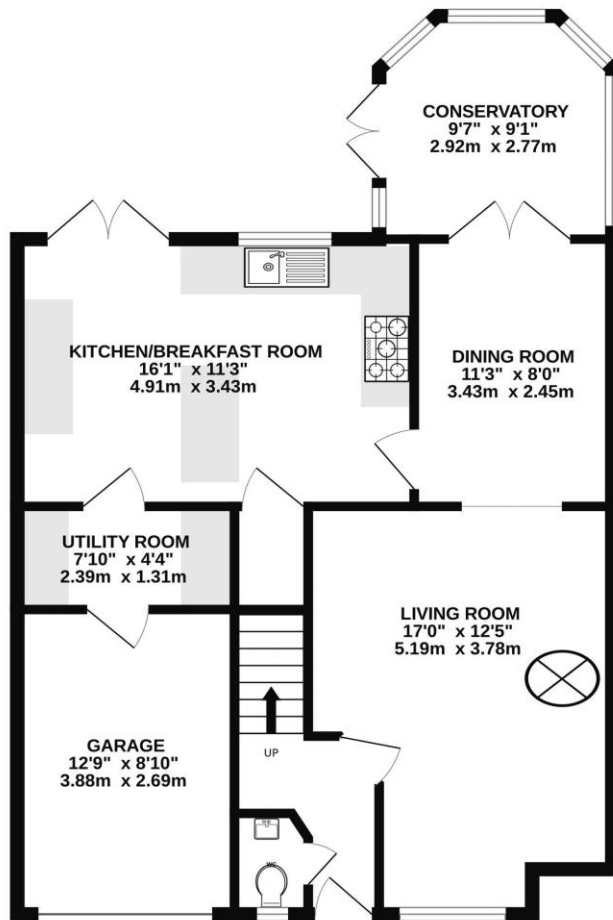 CONSERVATORY
9'7" x 9'1"
2.92m x 2.77m
KITCHEN/BREAKFAST ROOM
16'1" x 11'3"
4.91m x 3.43m
DINING ROOM
11'3" x 8'0"
3.43m x 2.45m
UTILITY ROOM
7'10" x 4'4"
2.39m x 1.31m
LIVING ROOM
17'0" x 12'5"
5.19m x 3.78m
GARAGE
12'9" x 8'10"
3.88m x 2.69m
UP
WC